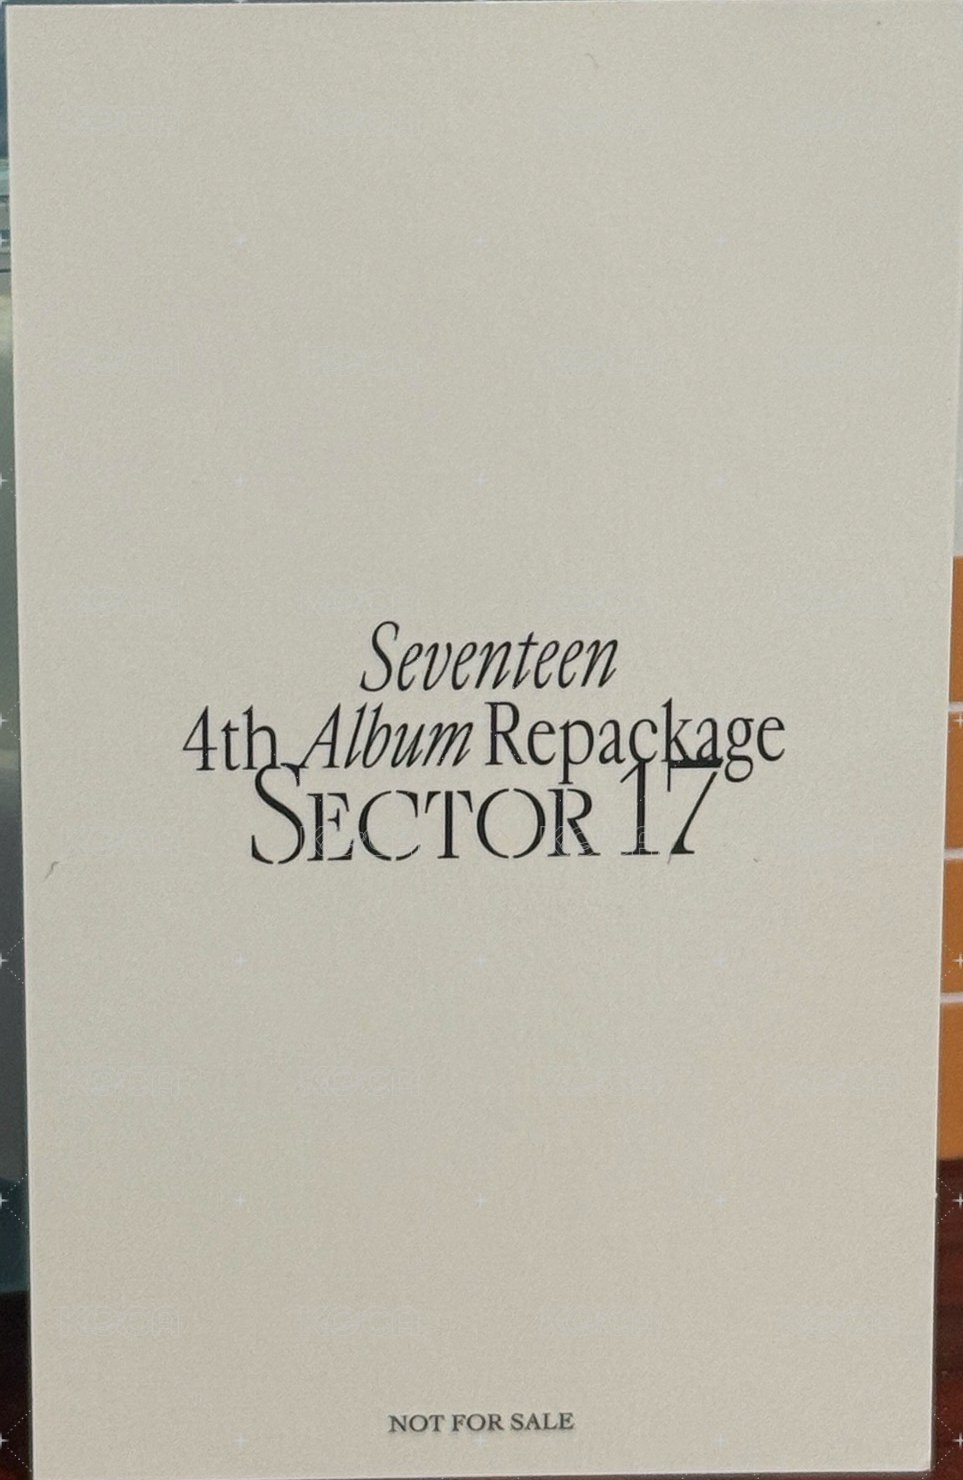 Seventeen
4th Album Repackage
SECTOR 17
NOT FOR SALE